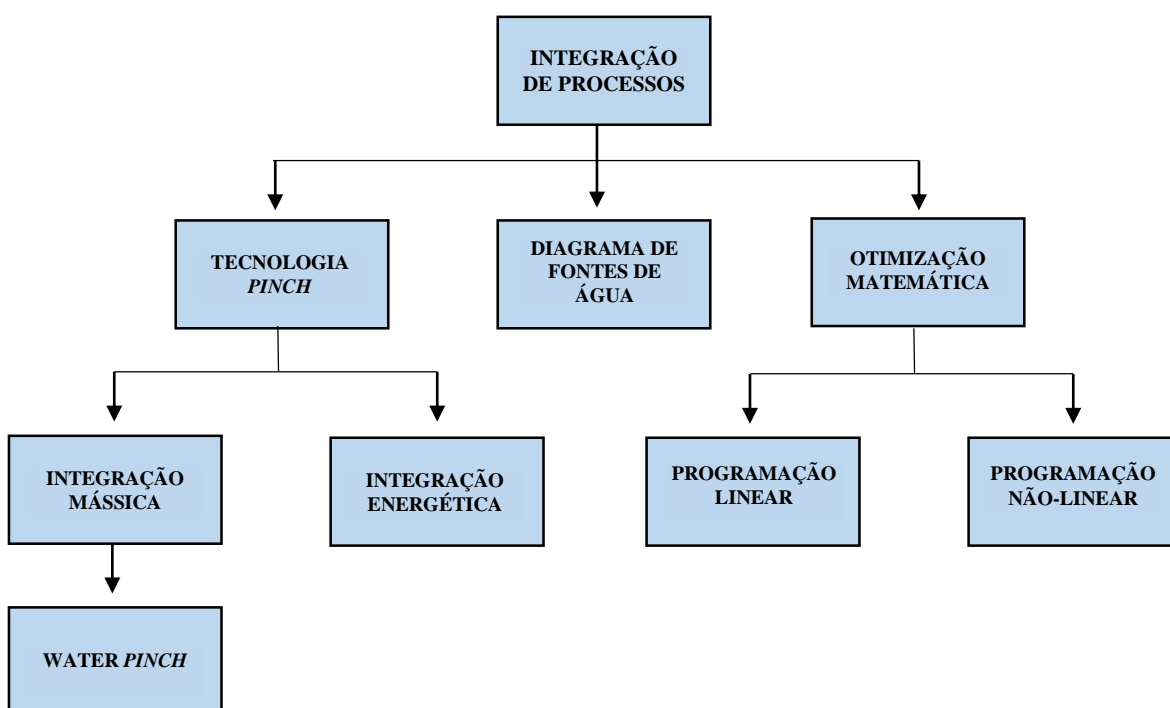 INTEGRAÇÃO
DE PROCESSOS
TECNOLOGIA
PINCH
DIAGRAMA DE
FONTES DE
ÁGUA
OTIMIZAÇÃO
MATEMÁTICA
INTEGRAÇÃO
MÁSSICA
INTEGRAÇÃO
ENERGÉTICA
PROGRAMAÇÃO
LINEAR
PROGRAMAÇÃO
NÃO-LINEAR
WATER PINCH